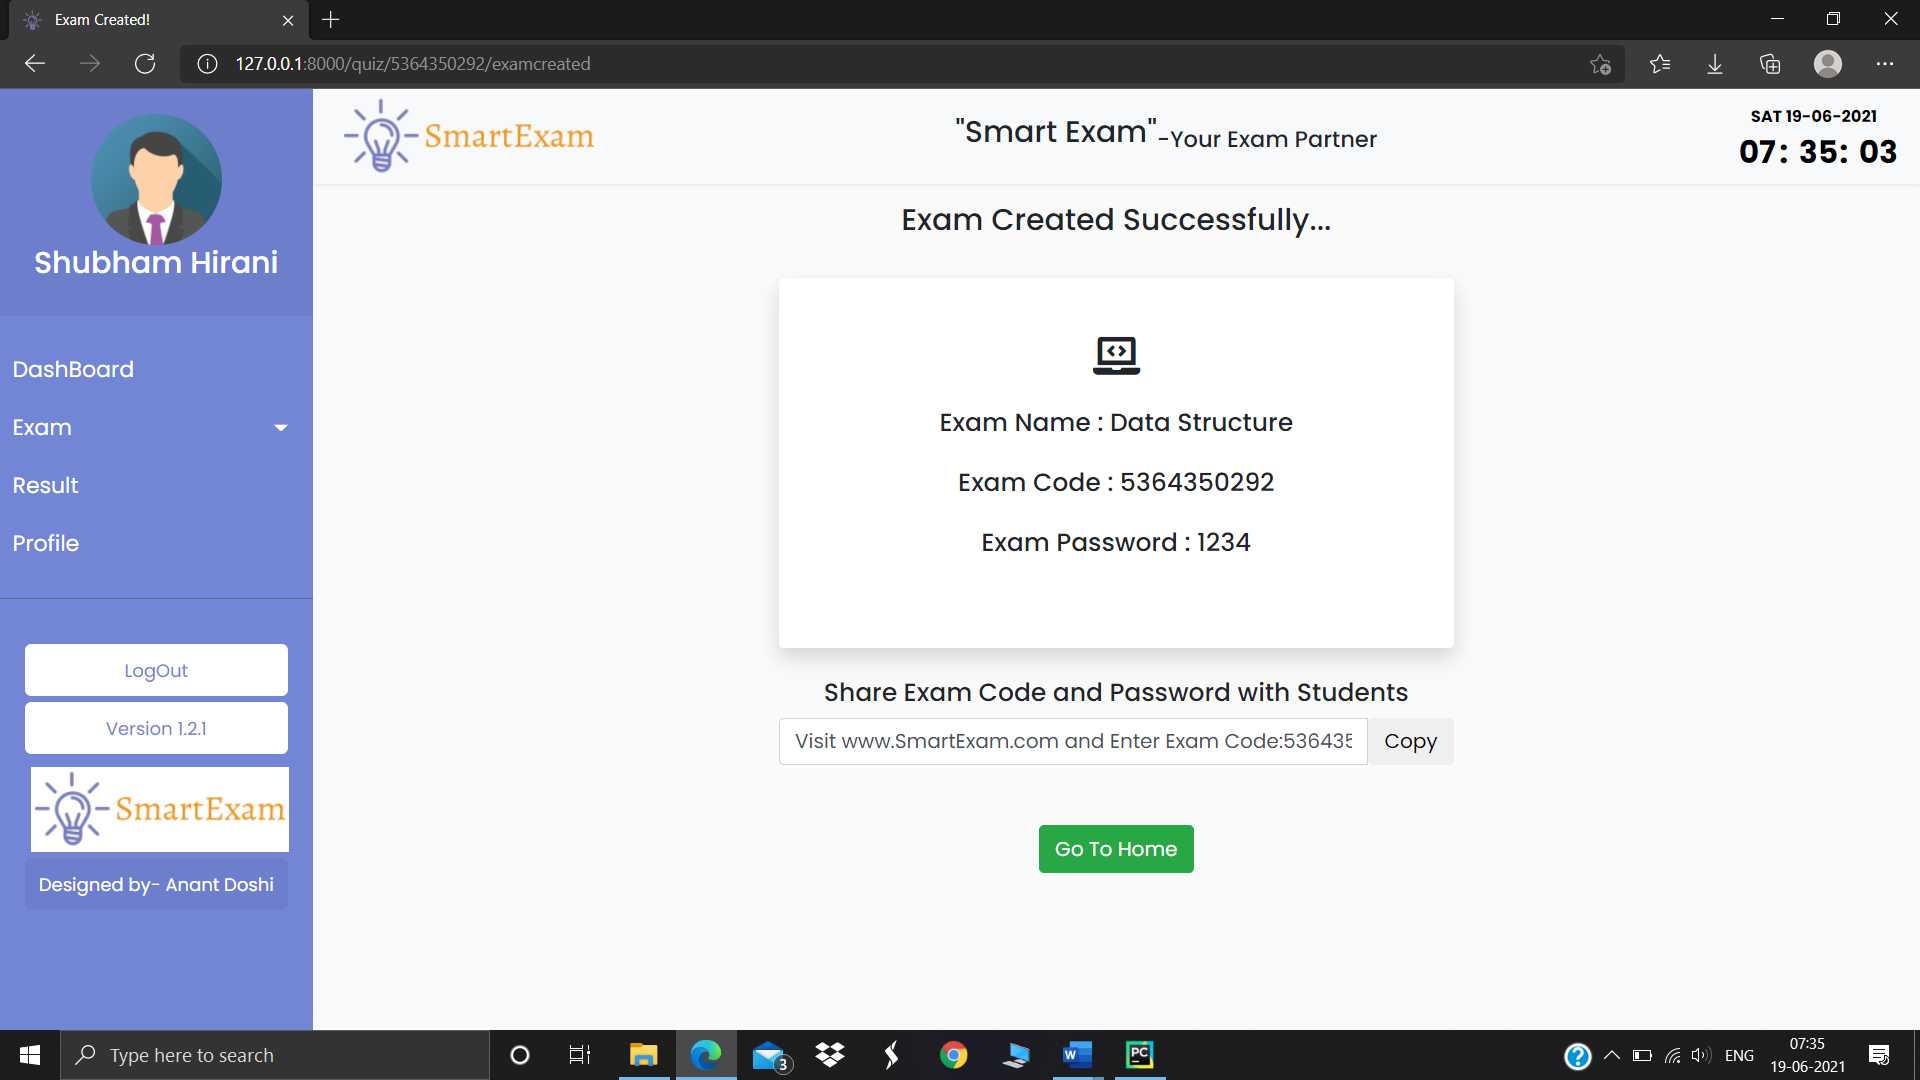 Exam Created!
127.0.0.1:8000/quiz/5364350292/examcreated
Shubham Hirani
DashBoard
Exam
Result
Profile
LogOut
Version 1.2.1
SmartExam
Designed by- Anant Doshi
SmartExam
"Smart Exam"-Your Exam Partner
SAT 19-06-2021
07: 35: 03
Exam Created Successfully...
Exam Name : Data Structure
Exam Code : 5364350292
Exam Password : 1234
Share Exam Code and Password with Students
Visit www.SmartExam.com and Enter Exam Code:536435
Copy
Go To Home
Type here to search
3
W
PC
?
ENG
07:35
19-06-2021